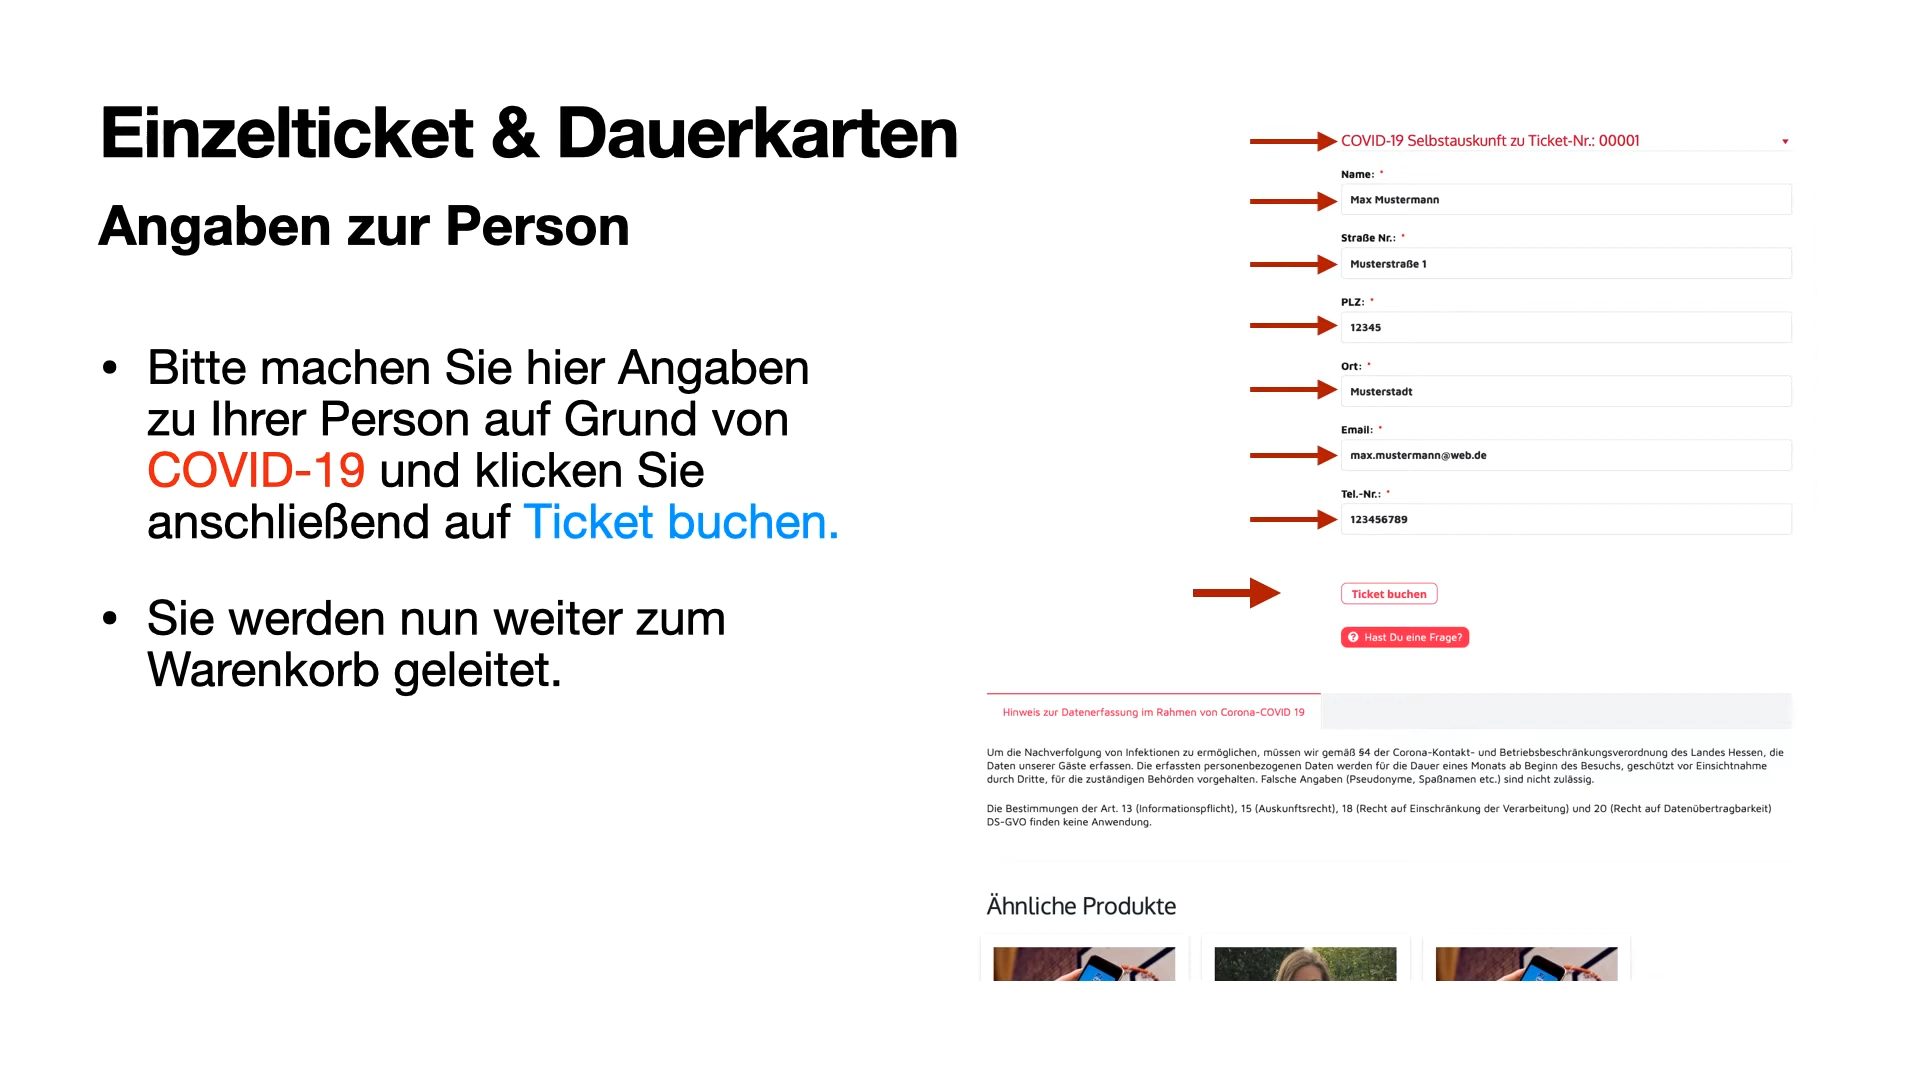 Einzelticket & Dauerkarten
Angaben zur Person
• Bitte machen Sie hier Angaben
zu Ihrer Person auf Grund von
COVID-19 und klicken Sie
anschließend auf Ticket buchen.
• Sie werden nun weiter zum
Warenkorb geleitet.
COVID-19 Selbstauskunft zu Ticket-Nr.: 00001
Name: *
Max Mustermann
Straße Nr.: *
Musterstraße 1
PLZ: *
12345
Ort: *
Musterstadt
Email: *
max.mustermann@web.de
Tel.-Nr.: *
123456789
Ticket buchen
Hast Du eine Frage?
Hinweis zur Datenerfassung im Rahmen von Corona-COVID 19
Um die Nachverfolgung von Infektionen zu ermöglichen, müssen wir gemäß §4 der Corona-Kontakt- und Betriebsbeschränkungsverordnung des Landes Hessen, die
Daten unserer Gäste erfassen. Die erfassten personenbezogenen Daten werden für die Dauer eines Monats ab Beginn des Besuchs, geschützt vor Einsichtnahme
durch Dritte, für die zuständigen Behörden vorgehalten. Falsche Angaben (Pseudonyme, Spaßnamen etc.) sind nicht zulässig.
Die Bestimmungen der Art. 13 (Informationspflicht), 15 (Auskunftsrecht), 18 (Recht auf Einschränkung der Verarbeitung) und 20 (Recht auf Datenübertragbarkeit)
DS-GVO finden keine Anwendung.
Ähnliche Produkte